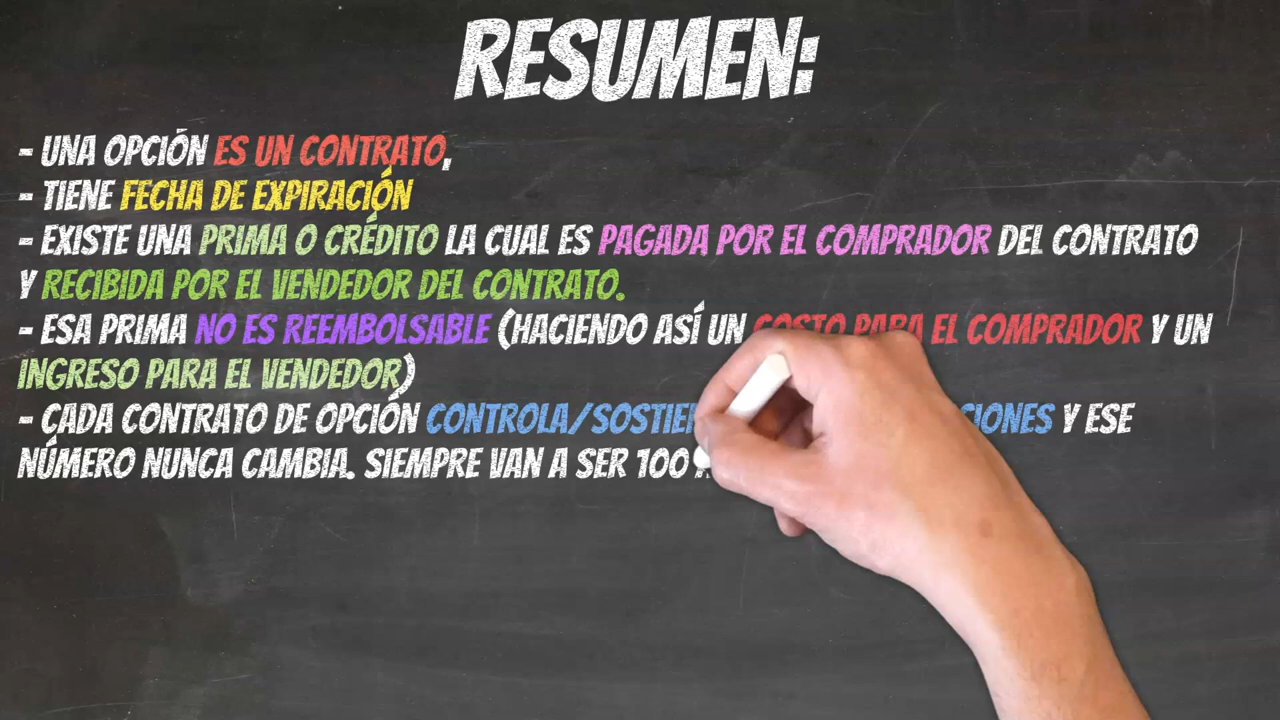 RESUMEN:
- UNA OPCIÓN ES UN CONTRATO,
- TIENE FECHA DE EXPIRACIÓN
- EXISTE UNA PRIMA O CRÉDITO LA CUAL ES PAGADA POR EL COMPRADOR DEL CONTRATO
Y RECIBIDA POR EL VENDEDOR DEL CONTRATO.
- ESA PRIMA NO ES REEMBOLSABLE (HACIENDO ASÍ UN COSTO PARA EL COMPRADOR Y UN
INGRESO PARA EL VENDEDOR)
- CADA CONTRATO DE OPCIÓN Y ESE
NÚMERO NUNCA CAMBIA. SIEMPRE VAN A SER 100